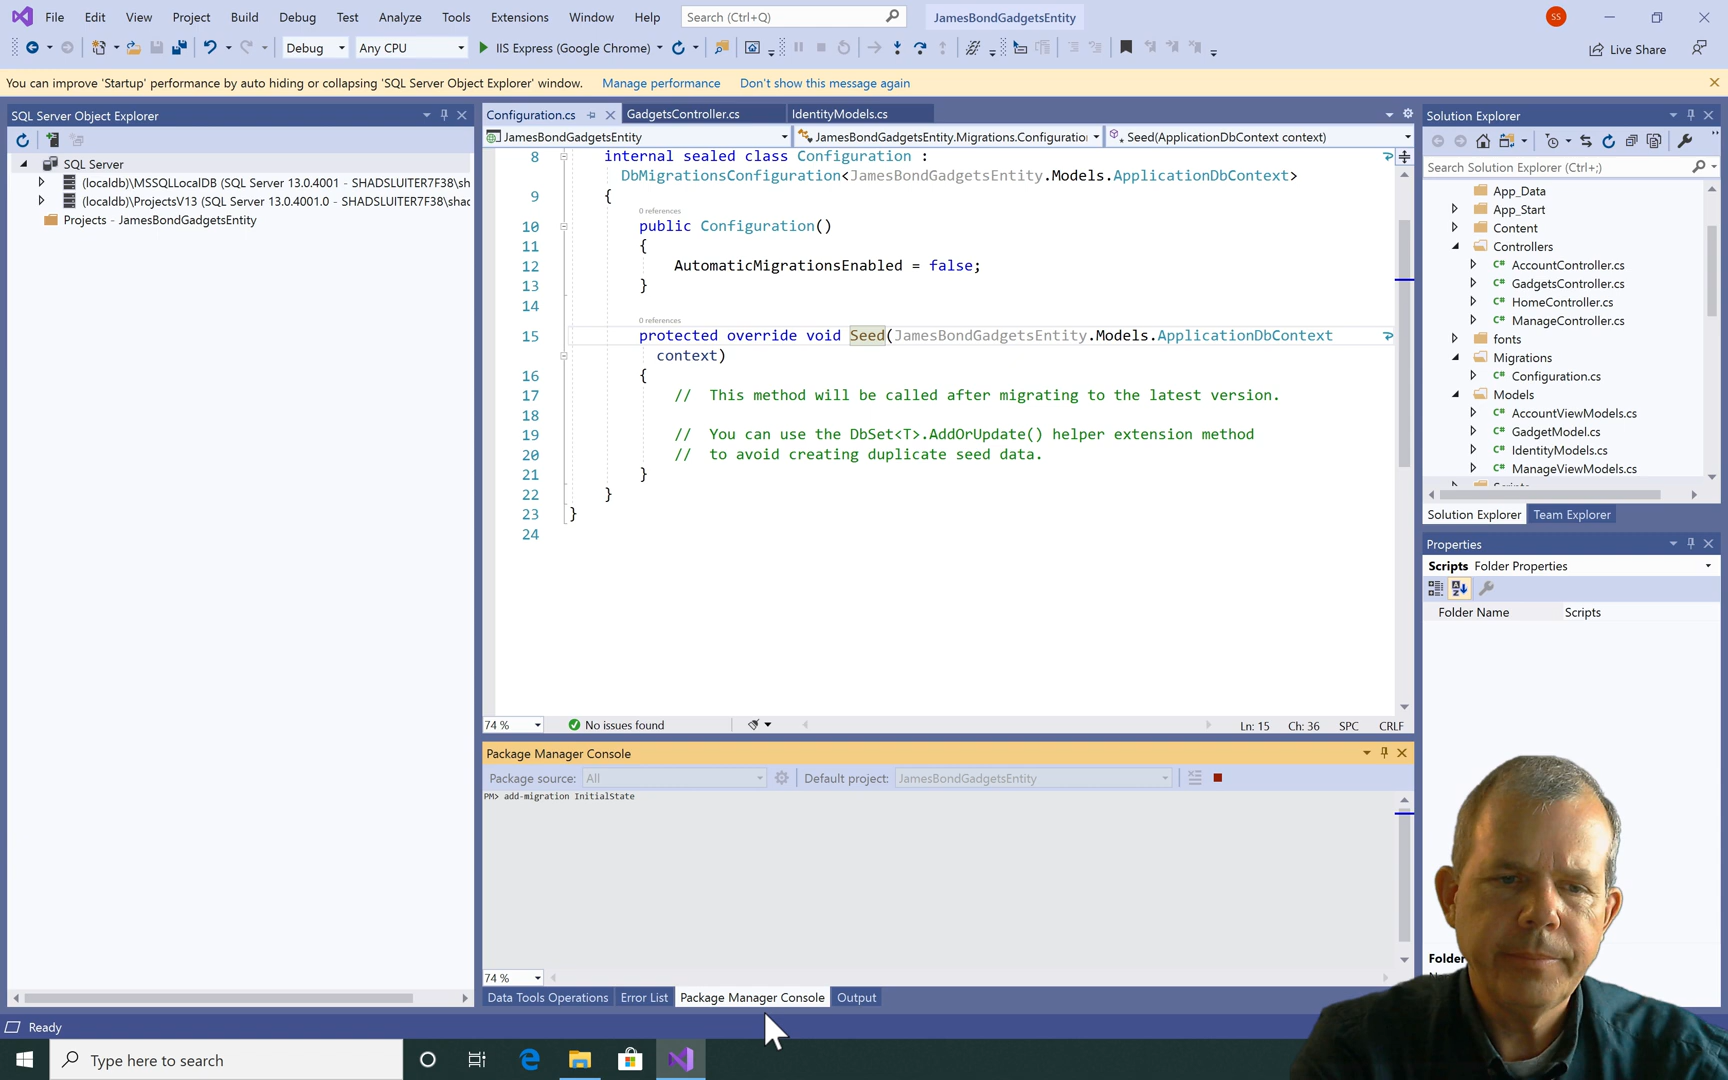 File Edit View Project Build Debug Test Analyze Tools Extensions Window Help Search (Ctrl+Q) JamesBondGadgetsEntity SS
Debug Any CPU IIS Express (Google Chrome) Live Share
You can improve 'Startup' performance by auto hiding or collapsing 'SQL Server Object Explorer' window. Manage performance Don't show this message again
SQL Server Object Explorer
SQL Server
(localdb)\MSSQLLocalDB (SQL Server 13.0.4001 - SHADSLUITER7F38\sh
(localdb)\ProjectsV13 (SQL Server 13.0.4001.0 - SHADSLUITER7F38\shac
Projects - JamesBondGadgetsEntity
Configuration.cs GadgetsController.cs IdentityModels.cs
JamesBondGadgetsEntity JamesBondGadgetsEntity.Migrations.Configuration Seed(ApplicationDbContext context)
8 internal sealed class Configuration :
DbMigrationsConfiguration<JamesBondGadgetsEntity.Models.ApplicationDbContext>
9 {
0 references
10 public Configuration()
11 {
12 AutomaticMigrationsEnabled = false;
13 }
14
0 references
15 protected override void Seed(JamesBondGadgetsEntity.Models.ApplicationDbContext
context)
16 {
17 // This method will be called after migrating to the latest version.
18
19 // You can use the DbSet<T>.AddOrUpdate() helper extension method
20 // to avoid creating duplicate seed data.
21 }
22 }
23 }
24
74 % No issues found Ln: 15 Ch: 36 SPC CRLF
Package Manager Console
Package source: All Default project: JamesBondGadgetsEntity
PM> add-migration InitialState
74 %
Data Tools Operations Error List Package Manager Console Output
Solution Explorer
Search Solution Explorer (Ctrl+;)
App_Data
App_Start
Content
Controllers
C# AccountController.cs
C# GadgetsController.cs
C# HomeController.cs
C# ManageController.cs
fonts
Migrations
C# Configuration.cs
Models
C# AccountViewModels.cs
C# GadgetModel.cs
C# IdentityModels.cs
C# ManageViewModels.cs
Solution Explorer Team Explorer
Properties
Scripts Folder Properties
Folder Name Scripts
Folder
Ready
Type here to search